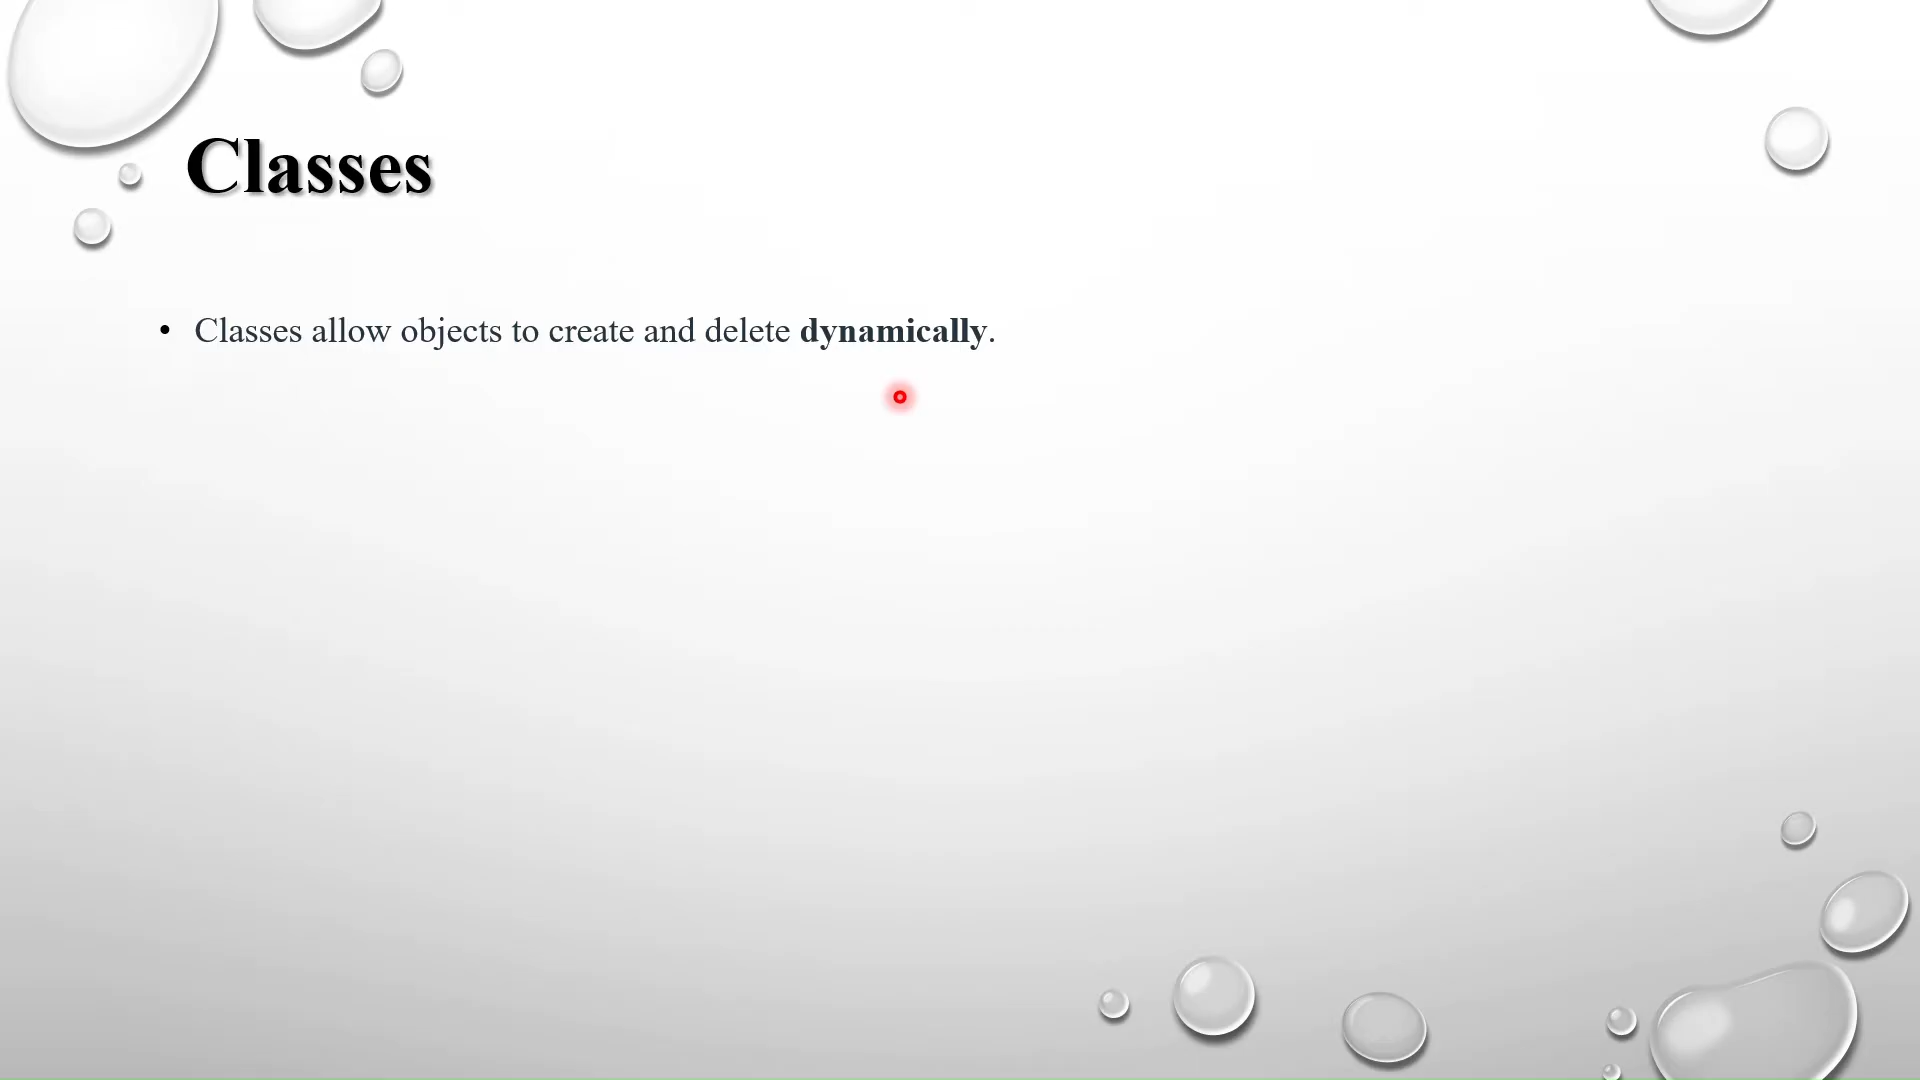 Classes
• Classes allow objects to create and delete dynamically.